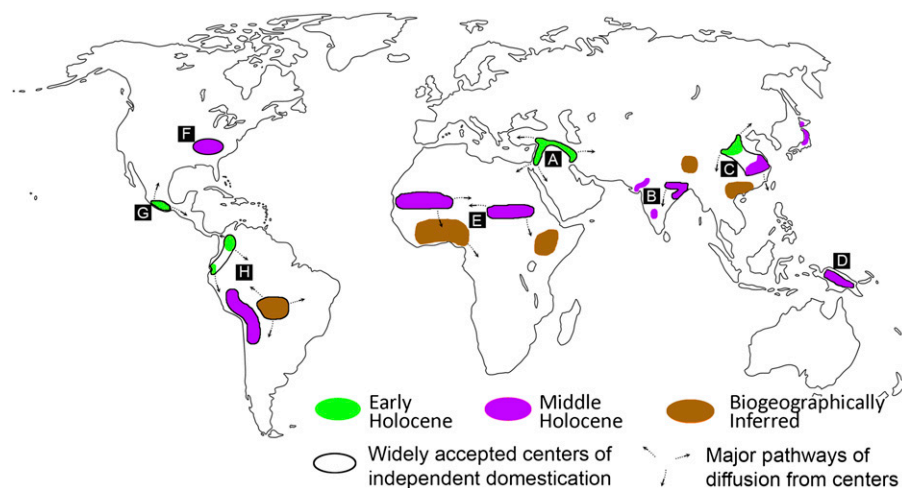 F
A
C
B
G
E
H
D
Early
Holocene
Middle
Holocene
Biogeographically
Inferred
Widely accepted centers of
independent domestication
Major pathways of
diffusion from centers